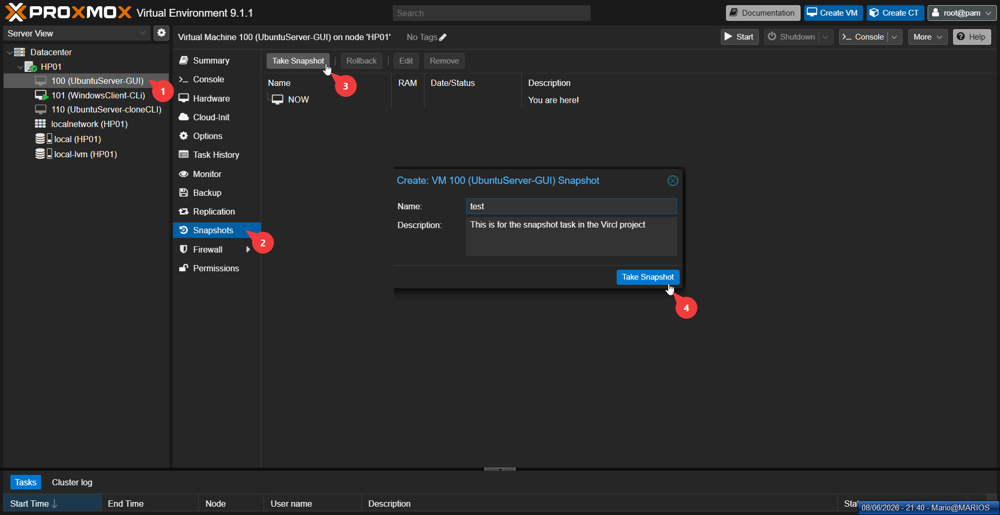 PROXMOX Virtual Environment 9.1.1
Search
Documentation
Create VM
Create CT
root@pam
Server View
Virtual Machine 100 (UbuntuServer-GUI) on node 'HP01'
No Tags
Start
Shutdown
Console
More
Help
Datacenter
HP01
100 (UbuntuServer-GUI)
1
101 (WindowsClient-CLi)
110 (UbuntuServer-cloneCLI)
localnetwork (HP01)
local (HP01)
local-lvm (HP01)
Summary
Console
Hardware
Cloud-Init
Options
Task History
Monitor
Backup
Replication
Snapshots
2
Firewall
Permissions
Take Snapshot
Rollback
Edit
Remove
3
Name
RAM
Date/Status
Description
NOW
You are here!
Create: VM 100 (UbuntuServer-GUI) Snapshot
Name:
test
Description:
This is for the snapshot task in the Vircl project
Take Snapshot
4
Tasks
Cluster log
Start Time
End Time
Node
User name
Description
08/06/2026 - 21:40 - Mario@MARIOS